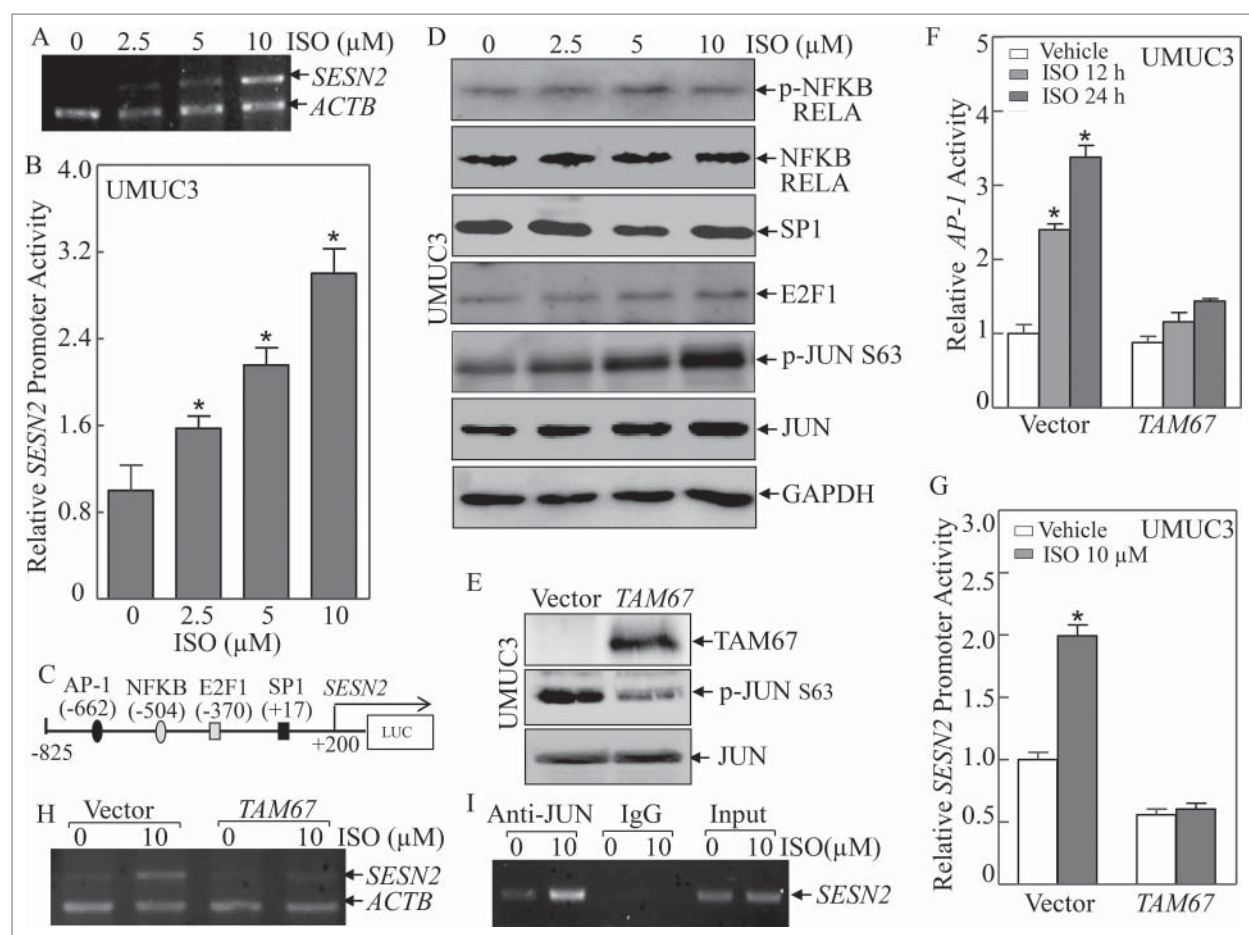 A
0 2.5 5 10 ISO (µM)
SESN2
ACTB
B
UMUC3
Relative SESN2 Promoter Activity
4.0
3.2
2.4
1.6
0.8
0
*
*
*
0 2.5 5 10
ISO (µM)
C
AP-1 NFKB E2F1 SP1 SESN2
(-662) (-504) (-370) (+17)
-825
+200
LUC
D
0 2.5 5 10 ISO (µM)
UMUC3
p-NFKB
RELA
NFKB
RELA
SP1
E2F1
p-JUN S63
JUN
GAPDH
E
Vector TAM67
UMUC3
TAM67
p-JUN S63
JUN
F
UMUC3
Vehicle
ISO 12 h
ISO 24 h
Relative AP-1 Activity
5
4
3
2
1
0
*
*
Vector TAM67
G
UMUC3
Vehicle
ISO 10 µM
Relative SESN2 Promoter Activity
3.0
2.5
2.0
1.0
0.5
0
*
Vector TAM67
H
Vector TAM67
0 10 0 10 ISO (µM)
SESN2
ACTB
I
Anti-JUN IgG Input
0 10 0 10 0 10 ISO(µM)
SESN2